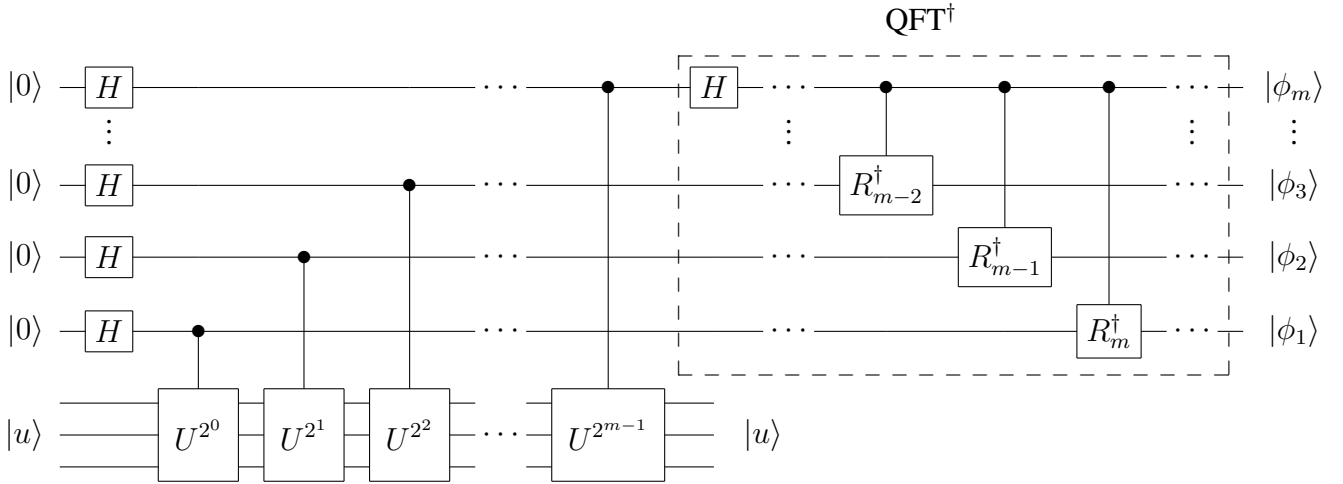 QFT†
|0⟩ H ··· H ··· ··· |ϕₘ⟩
⋮ ⋮ ⋮ ⋮
|0⟩ H ··· ··· R†ₘ₋₂ ··· |ϕ₃⟩
|0⟩ H ··· ··· R†ₘ₋₁ ··· |ϕ₂⟩
|0⟩ H ··· ··· R†ₘ ··· |ϕ₁⟩
|u⟩ U^{2^0} U^{2^1} U^{2^2} ··· U^{2^{m−1}} |u⟩